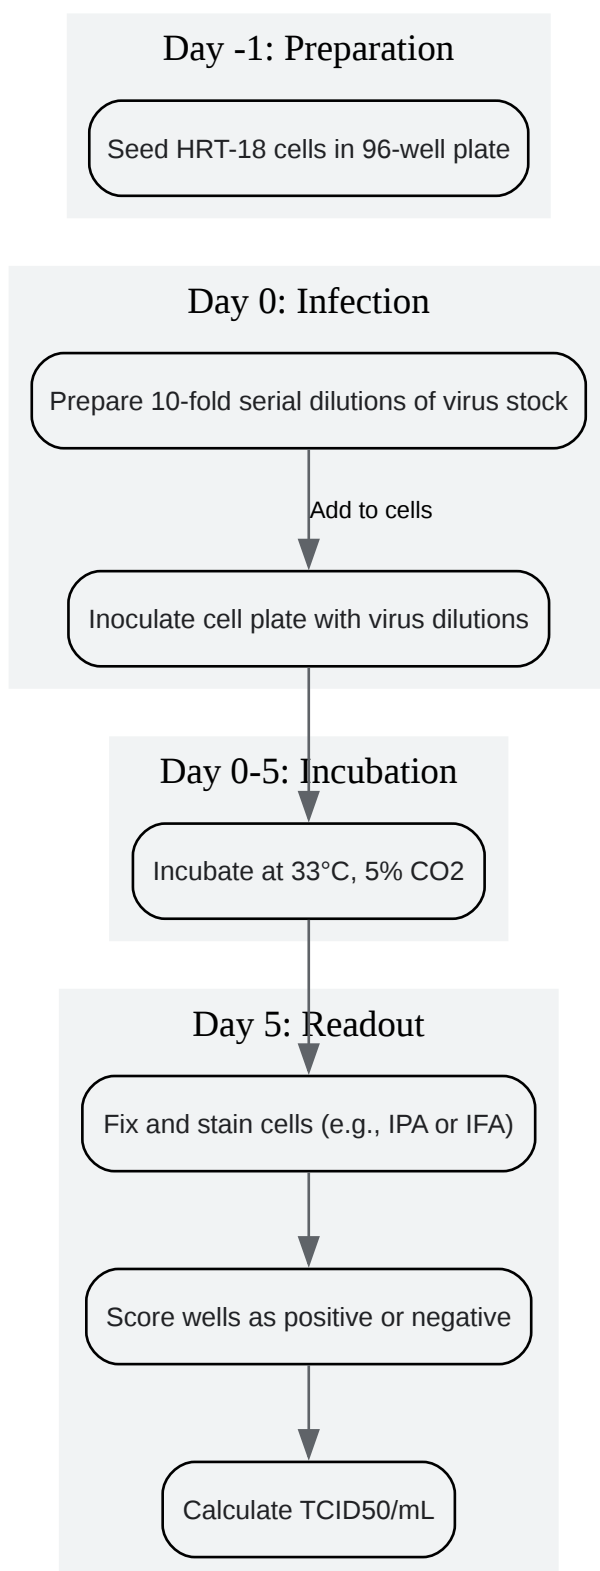 Day -1: Preparation
Seed HRT-18 cells in 96-well plate
Day 0: Infection
Prepare 10-fold serial dilutions of virus stock
Add to cells
Inoculate cell plate with virus dilutions
Day 0-5: Incubation
Incubate at 33°C, 5% CO2
Day 5: Readout
Fix and stain cells (e.g., IPA or IFA)
Score wells as positive or negative
Calculate TCID50/mL